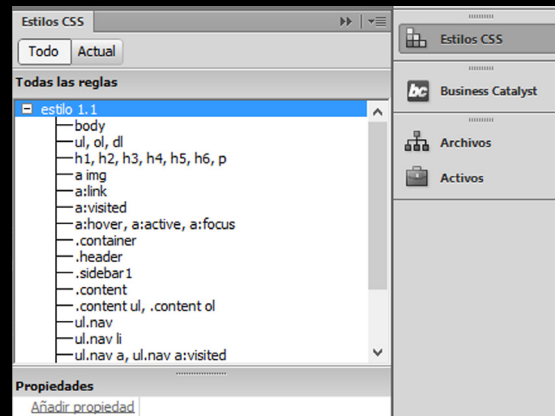 Estilos CSS
Todo Actual
Todas las reglas
estilo 1.1
body
ul, ol, dl
h1, h2, h3, h4, h5, h6, p
a img
a:link
a:visited
a:hover, a:active, a:focus
.container
.header
.sidebar1
.content
.content ul, .content ol
ul.nav
ul.nav li
ul.nav a, ul.nav a:visited
Propiedades
Añadir propiedad
Estilos CSS
bc Business Catalyst
Archivos
Activos